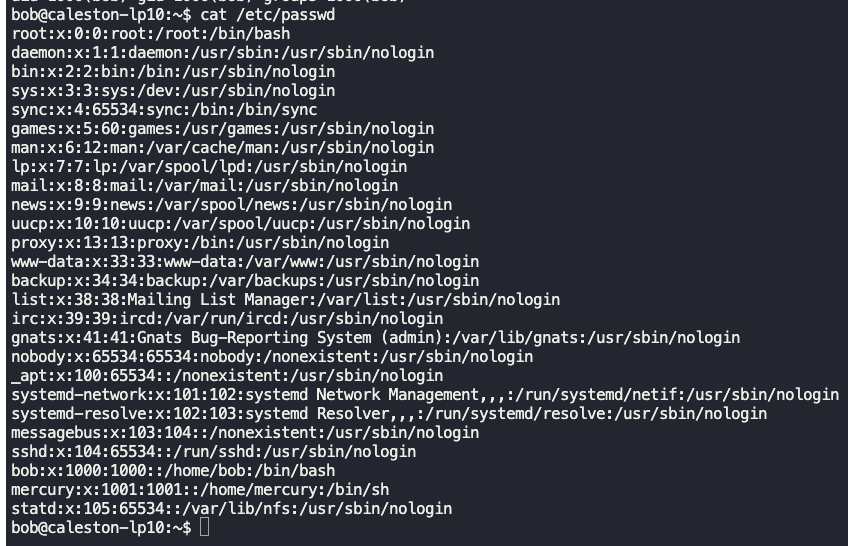 bob@caleston-lp10:~$ cat /etc/passwd
root:x:0:0:root:/root:/bin/bash
daemon:x:1:1:daemon:/usr/sbin:/usr/sbin/nologin
bin:x:2:2:bin:/bin:/usr/sbin/nologin
sys:x:3:3:sys:/dev:/usr/sbin/nologin
sync:x:4:65534:sync:/bin:/bin/sync
games:x:5:60:games:/usr/games:/usr/sbin/nologin
man:x:6:12:man:/var/cache/man:/usr/sbin/nologin
lp:x:7:7:lp:/var/spool/lpd:/usr/sbin/nologin
mail:x:8:8:mail:/var/mail:/usr/sbin/nologin
news:x:9:9:news:/var/spool/news:/usr/sbin/nologin
uucp:x:10:10:uucp:/var/spool/uucp:/usr/sbin/nologin
proxy:x:13:13:proxy:/bin:/usr/sbin/nologin
www-data:x:33:33:www-data:/var/www:/usr/sbin/nologin
backup:x:34:34:backup:/var/backups:/usr/sbin/nologin
list:x:38:38:Mailing List Manager:/var/list:/usr/sbin/nologin
irc:x:39:39:ircd:/var/run/ircd:/usr/sbin/nologin
gnats:x:41:41:Gnats Bug-Reporting System (admin):/var/lib/gnats:/usr/sbin/nologin
nobody:x:65534:65534:nobody:/nonexistent:/usr/sbin/nologin
_apt:x:100:65534::/nonexistent:/usr/sbin/nologin
systemd-network:x:101:102:systemd Network Management,,,:/run/systemd/netif:/usr/sbin/nologin
systemd-resolve:x:102:103:systemd Resolver,,,:/run/systemd/resolve:/usr/sbin/nologin
messagebus:x:103:104::/nonexistent:/usr/sbin/nologin
sshd:x:104:65534::/run/sshd:/usr/sbin/nologin
bob:x:1000:1000::/home/bob:/bin/bash
mercury:x:1001:1001::/home/mercury:/bin/sh
statd:x:105:65534::/var/lib/nfs:/usr/sbin/nologin
bob@caleston-lp10:~$